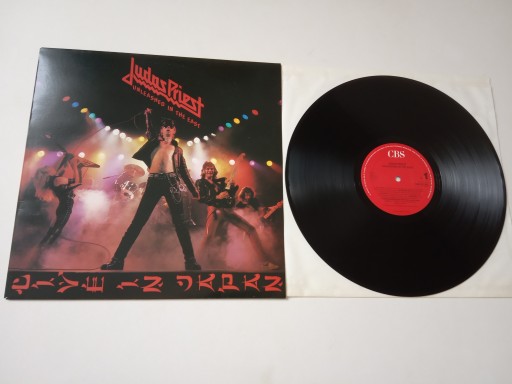 Judas Priest
UNLEASHED IN THE EAST
LIVE IN JAPAN
CBS